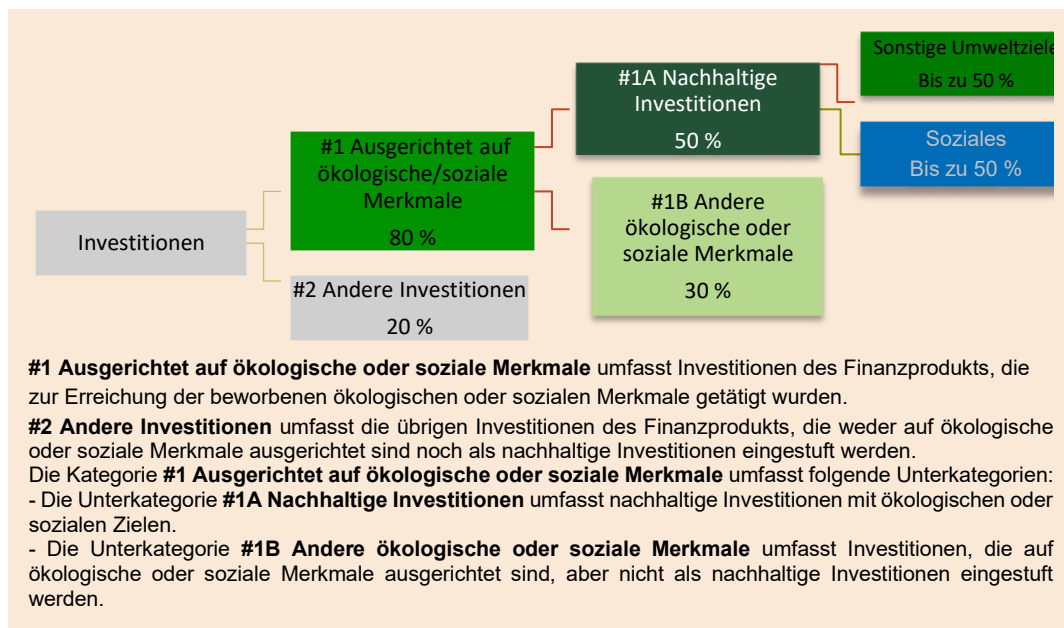 Sonstige Umweltziele
Bis zu 50 %
#1A Nachhaltige
Investitionen
50 %
Soziales
Bis zu 50 %
#1 Ausgerichtet auf
ökologische/soziale
Merkmale
80 %
#1B Andere
ökologische oder
soziale Merkmale
30 %
Investitionen
#2 Andere Investitionen
20 %
#1 Ausgerichtet auf ökologische oder soziale Merkmale umfasst Investitionen des Finanzprodukts, die
zur Erreichung der beworbenen ökologischen oder sozialen Merkmale getätigt wurden.
#2 Andere Investitionen umfasst die übrigen Investitionen des Finanzprodukts, die weder auf ökologische
oder soziale Merkmale ausgerichtet sind noch als nachhaltige Investitionen eingestuft werden.
Die Kategorie #1 Ausgerichtet auf ökologische oder soziale Merkmale umfasst folgende Unterkategorien:
- Die Unterkategorie #1A Nachhaltige Investitionen umfasst nachhaltige Investitionen mit ökologischen oder
sozialen Zielen.
- Die Unterkategorie #1B Andere ökologische oder soziale Merkmale umfasst Investitionen, die auf
ökologische oder soziale Merkmale ausgerichtet sind, aber nicht als nachhaltige Investitionen eingestuft
werden.